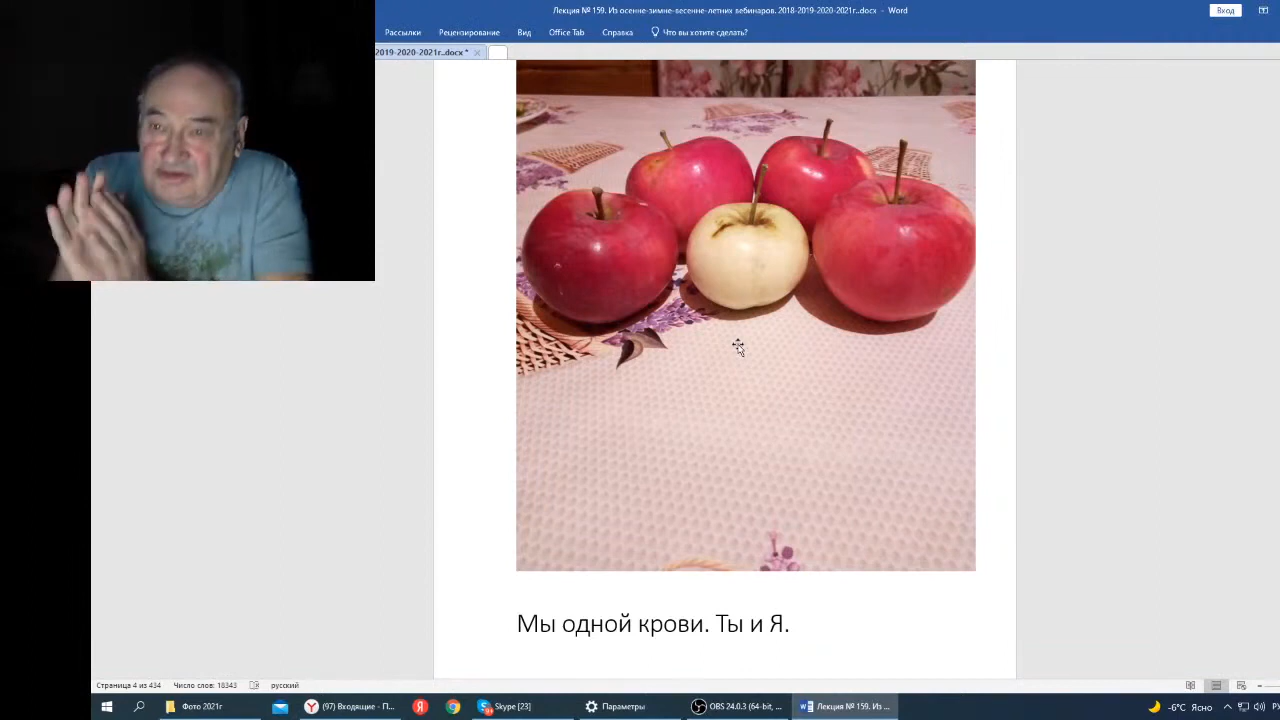 Лекция № 159. Из осенне-зимне-весенне-летних вебинаров. 2018-2019-2020-2021г..docx - Word
Вход
Рассылки Рецензирование Вид Office Tab Справка Что вы хотите сделать?
2019-2020-2021г..docx *
Мы одной крови. Ты и Я.
Страница 4 из 434 Число слов: 18343 русский
Фото 2021г (97) Входящие - П... Skype [23] Параметры OBS 24.0.3 (64-bit, ... Лекция № 159. Из ... -6°C Ясно